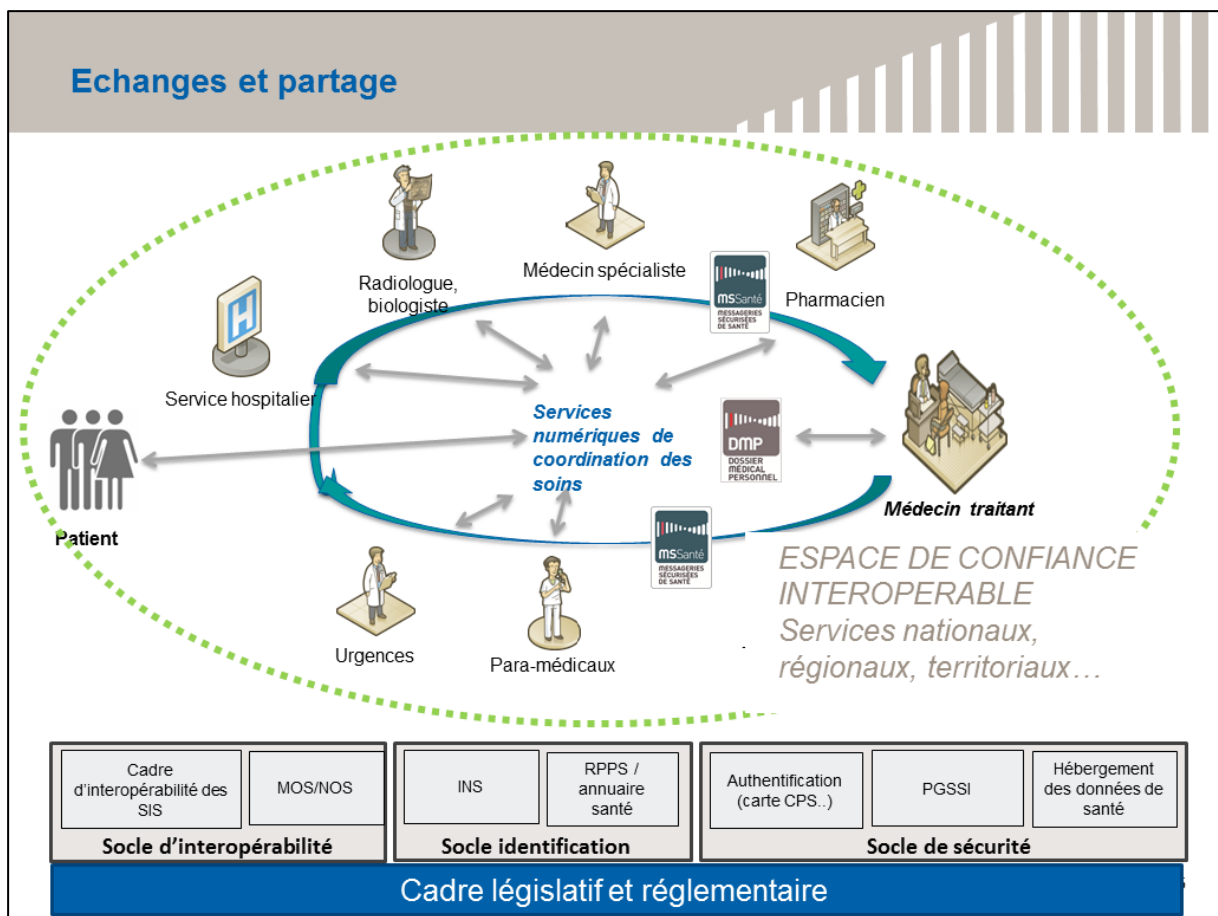 Echanges et partage
Radiologue,
biologiste
Médecin spécialiste
Pharmacien
MSSanté
MESSAGERIES
SÉCURISÉES
DE SANTÉ
H
Service hospitalier
Services
numériques de
coordination des
soins
DMP
DOSSIER
MÉDICAL
PERSONNEL
Médecin traitant
Patient
MSSanté
MESSAGERIES
SÉCURISÉES
DE SANTÉ
Urgences
Para-médicaux
ESPACE DE CONFIANCE
INTEROPERABLE
Services nationaux,
régionaux, territoriaux…
Cadre
d’interopérabilité des
SIS
MOS/NOS
Socle d’interopérabilité
INS
RPPS /
annuaire
santé
Socle identification
Authentification
(carte CPS..)
PGSSI
Hébergement
des données de
santé
Socle de sécurité
Cadre législatif et réglementaire